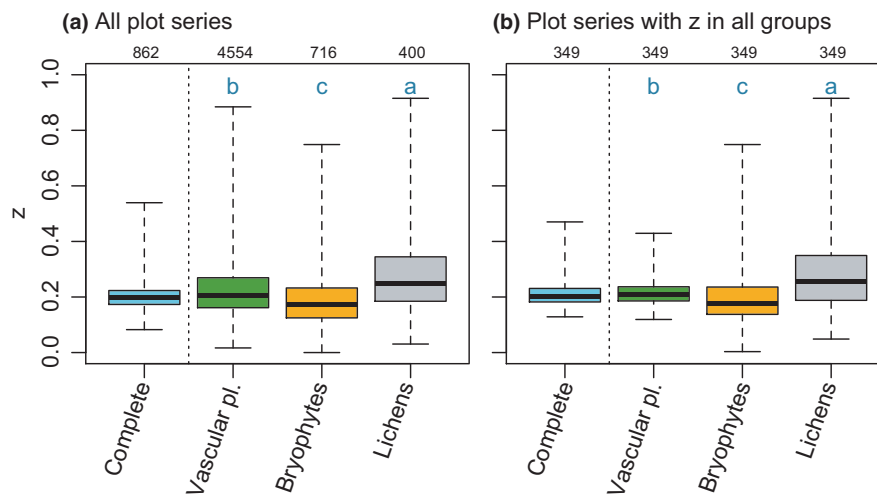 (a) All plot series
(b) Plot series with z in all groups
862 4554 716 400
349 349 349 349
b c a
b c a
1.0
0.8
0.6
0.4
0.2
0.0
z
Complete
Vascular pl.
Bryophytes
Lichens
Complete
Vascular pl.
Bryophytes
Lichens